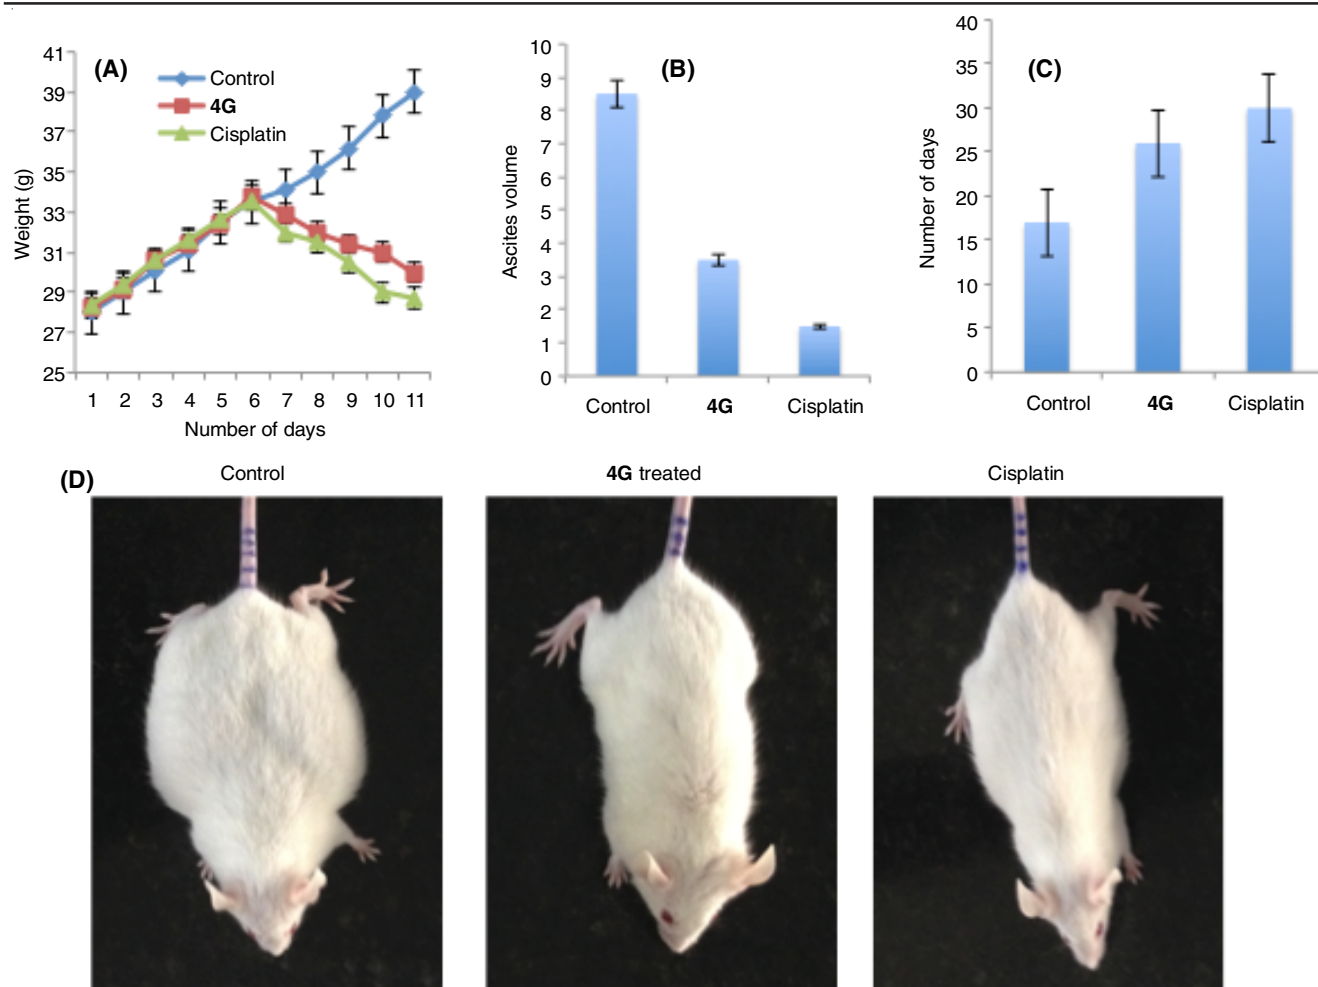 (A)
Control
4G
Cisplatin
Weight (g)
41
39
37
35
33
31
29
27
25
1 2 3 4 5 6 7 8 9 10 11
Number of days
(B)
Ascites volume
10
9
8
7
6
5
4
3
2
1
0
Control 4G Cisplatin
(C)
Number of days
40
35
30
25
20
15
10
5
0
Control 4G Cisplatin
(D)
Control 4G treated Cisplatin